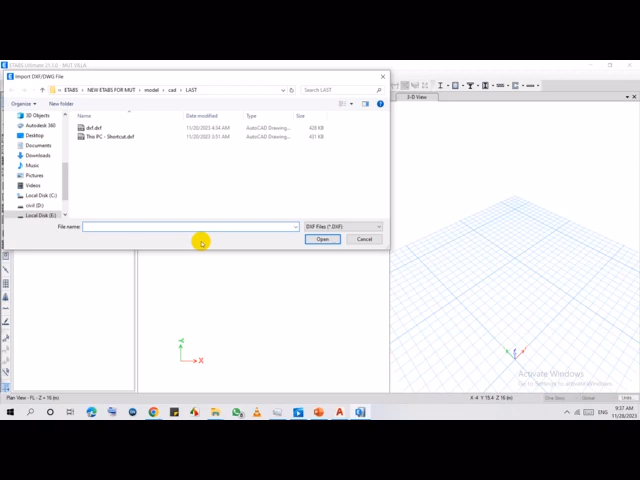 ETABS Ultimate 21.1.0 - MUT VILLA
Import DXF/DWG File
ETABS > NEW ETABS FOR MUT > model > cad > LAST
Search LAST
Organize
New folder
3D Objects
Autodesk 360
Desktop
Documents
Downloads
Music
Pictures
Videos
Local Disk (C:)
civil (D:)
Local Disk (E:)
Name
Date modified
Type
Size
dxf.dxf
11/20/2023 4:34 AM
AutoCAD Drawing...
428 KB
This PC - Shortcut.dxf
11/20/2023 3:51 AM
AutoCAD Drawing...
431 KB
File name:
DXF Files (*.DXF)
Open
Cancel
3-D View
Y
X
Activate Windows
Go to Settings to activate Windows.
Plan View - FL - Z = 16 (m)
X -4 Y 15.4 Z 16 (m)
One Story
Global
Units...
ENG
9:37 AM
11/28/2023